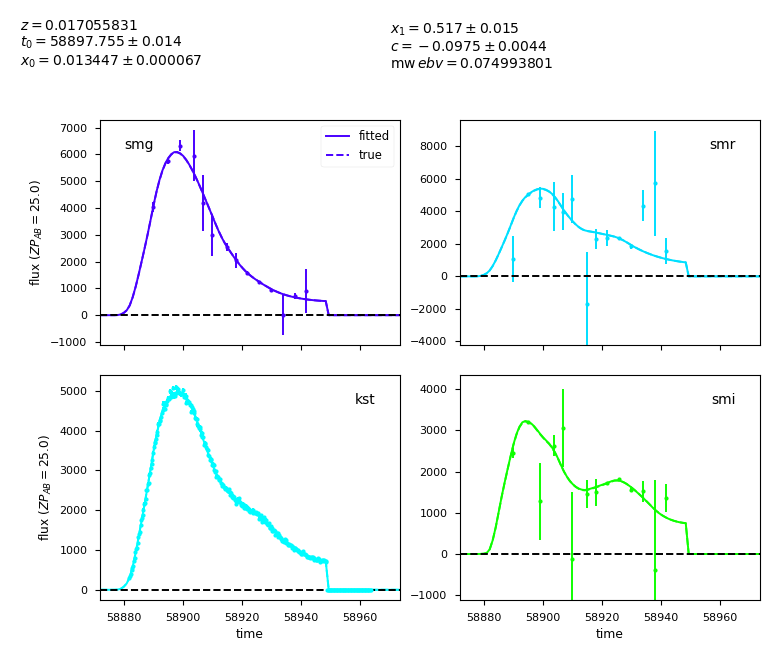 z = 0.017055831
t₀ = 58897.755 ± 0.014
x₀ = 0.013447 ± 0.000067
x₁ = 0.517 ± 0.015
c = −0.0975 ± 0.0044
mw ebv = 0.074993801
7000
6000
5000
4000
3000
2000
1000
0
−1000
flux (ZP_AB = 25.0)
smg
fitted
true
8000
6000
4000
2000
0
−2000
−4000
smr
5000
4000
3000
2000
1000
0
flux (ZP_AB = 25.0)
kst
58880 58900 58920 58940 58960
time
4000
3000
2000
1000
0
−1000
smi
58880 58900 58920 58940 58960
time